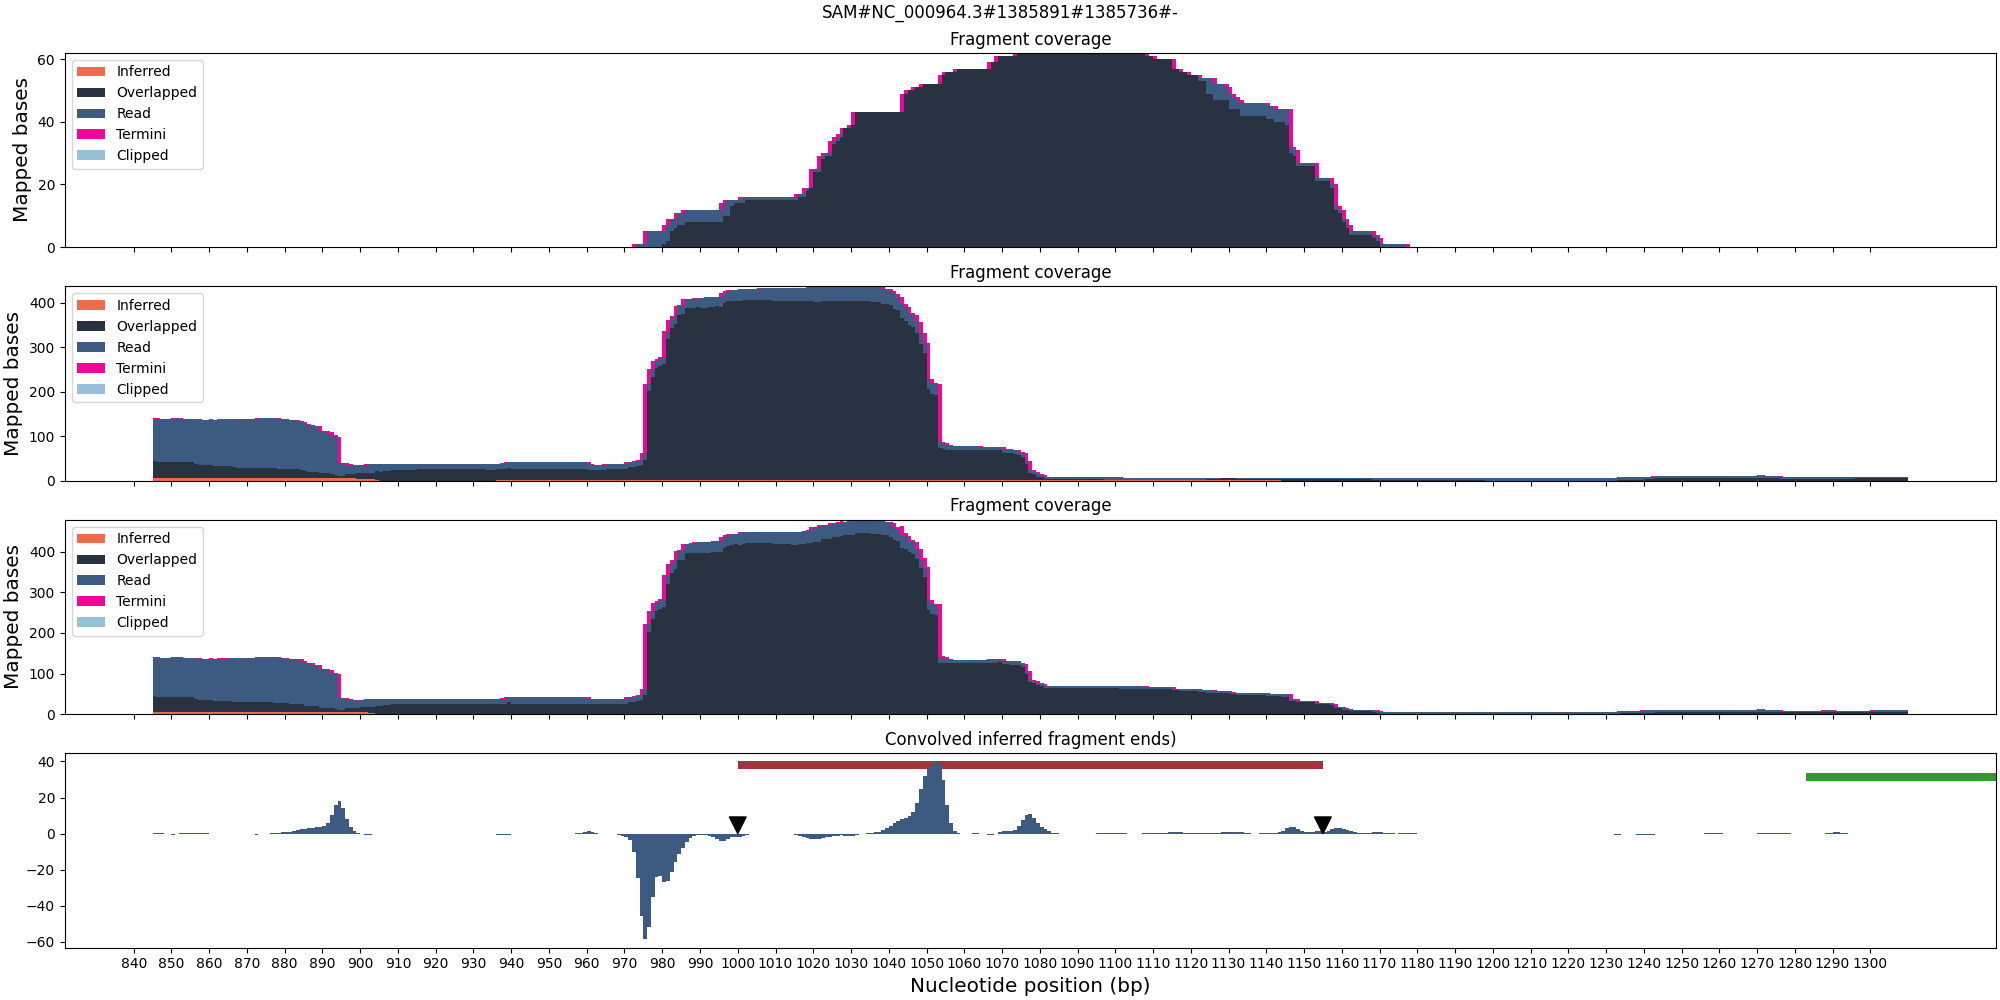 SAM#NC_000964.3#1385891#1385736#-
Fragment coverage
Mapped bases
60
40
20
0
Inferred
Overlapped
Read
Termini
Clipped
Fragment coverage
Mapped bases
400
300
200
100
0
Inferred
Overlapped
Read
Termini
Clipped
Fragment coverage
Mapped bases
400
300
200
100
0
Inferred
Overlapped
Read
Termini
Clipped
Convolved inferred fragment ends)
40
20
0
−20
−40
−60
840 850 860 870 880 890 900 910 920 930 940 950 960 970 980 990 1000 1010 1020 1030 1040 1050 1060 1070 1080 1090 1100 1110 1120 1130 1140 1150 1160 1170 1180 1190 1200 1210 1220 1230 1240 1250 1260 1270 1280 1290 1300
Nucleotide position (bp)